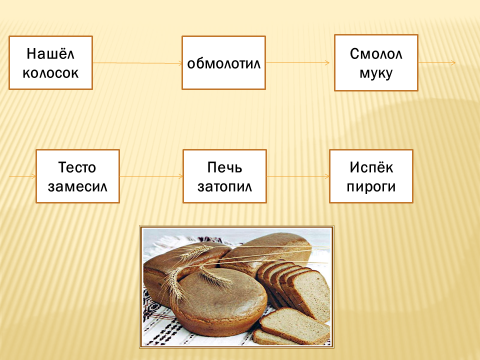 Нашёл
колосок
обмолотил
Смолол
муку
Тесто
замесил
Печь
затопил
Испёк
пироги